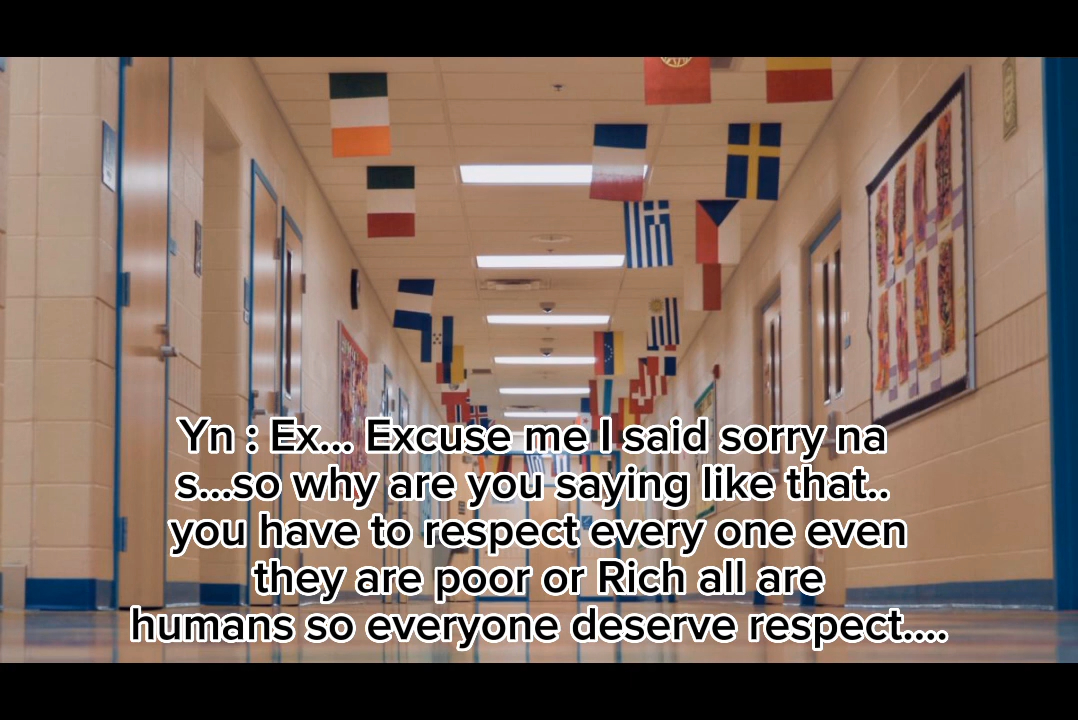 Yn : Ex... Excuse me I said sorry na
s...so why are you saying like that..
you have to respect every one even
they are poor or Rich all are
humans so everyone deserve respect....